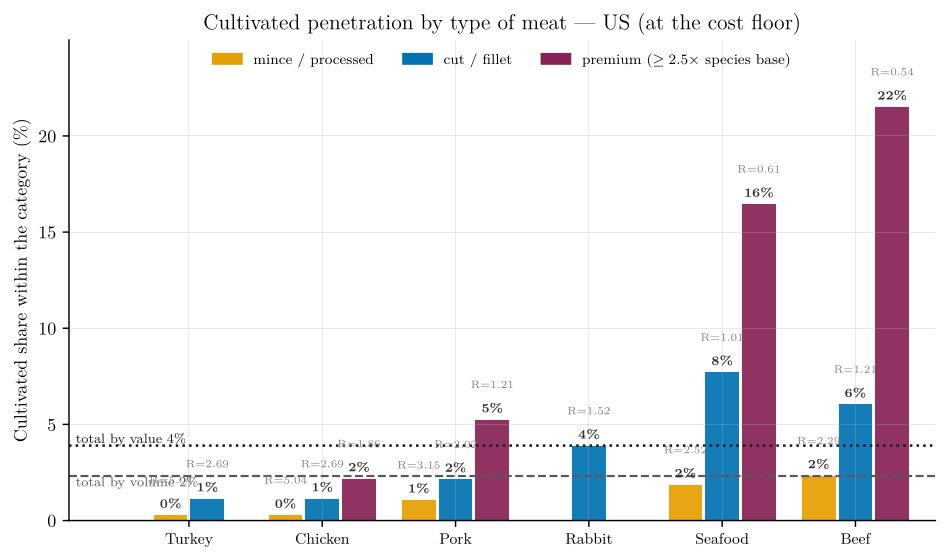 Cultivated penetration by type of meat — US (at the cost floor)
mince / processed
cut / fillet
premium (≥ 2.5× species base)
Cultivated share within the category (%)
20
15
10
5
0
total by value 4%
total by volume 2%
0%
R=2.69
1%
R=5.04
0%
R=2.69
1%
R=1.86
2%
R=3.15
1%
2%
R=1.21
5%
R=1.52
4%
R=2.52
2%
R=1.01
8%
R=0.61
16%
R=2.29
2%
R=1.21
6%
R=0.54
22%
Turkey
Chicken
Pork
Rabbit
Seafood
Beef